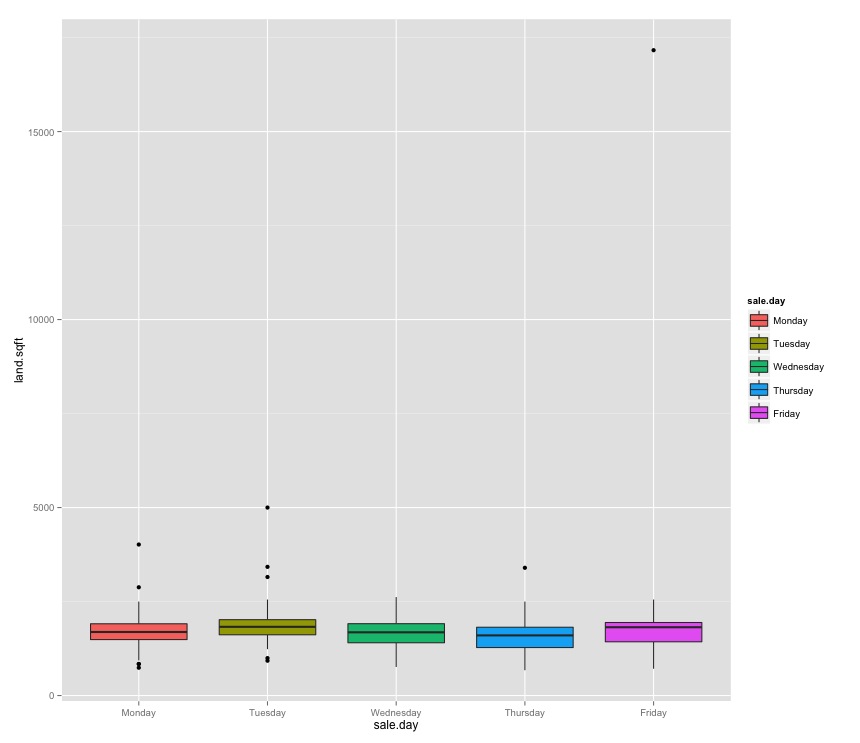 15000
10000
5000
0
land.sqft
Monday
Tuesday
Wednesday
Thursday
Friday
sale.day
sale.day
Monday
Tuesday
Wednesday
Thursday
Friday